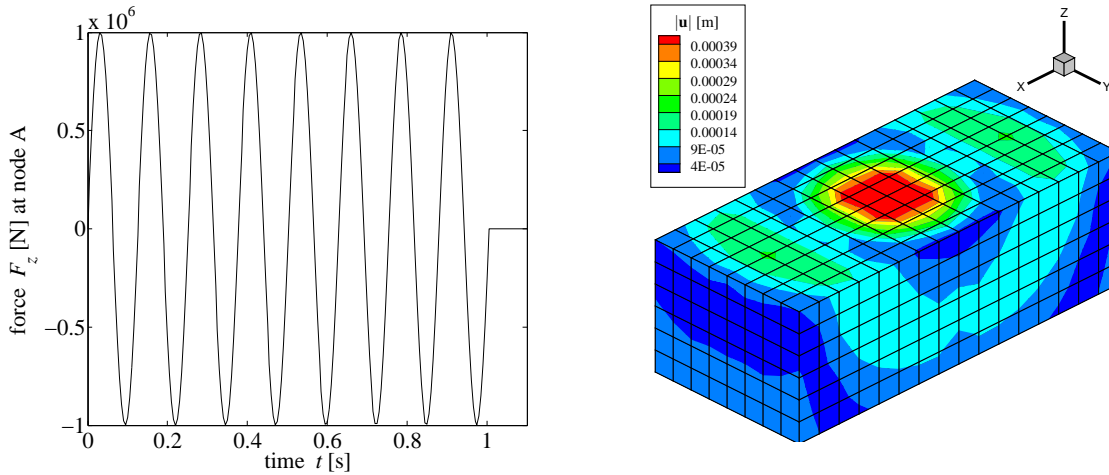 x 10^6
1
0.5
0
−0.5
−1
0
0.2
0.4
0.6
0.8
1
force F_z [N] at node A
time t [s]
|u| [m]
0.00039
0.00034
0.00029
0.00024
0.00019
0.00014
9E-05
4E-05
Z
X
Y